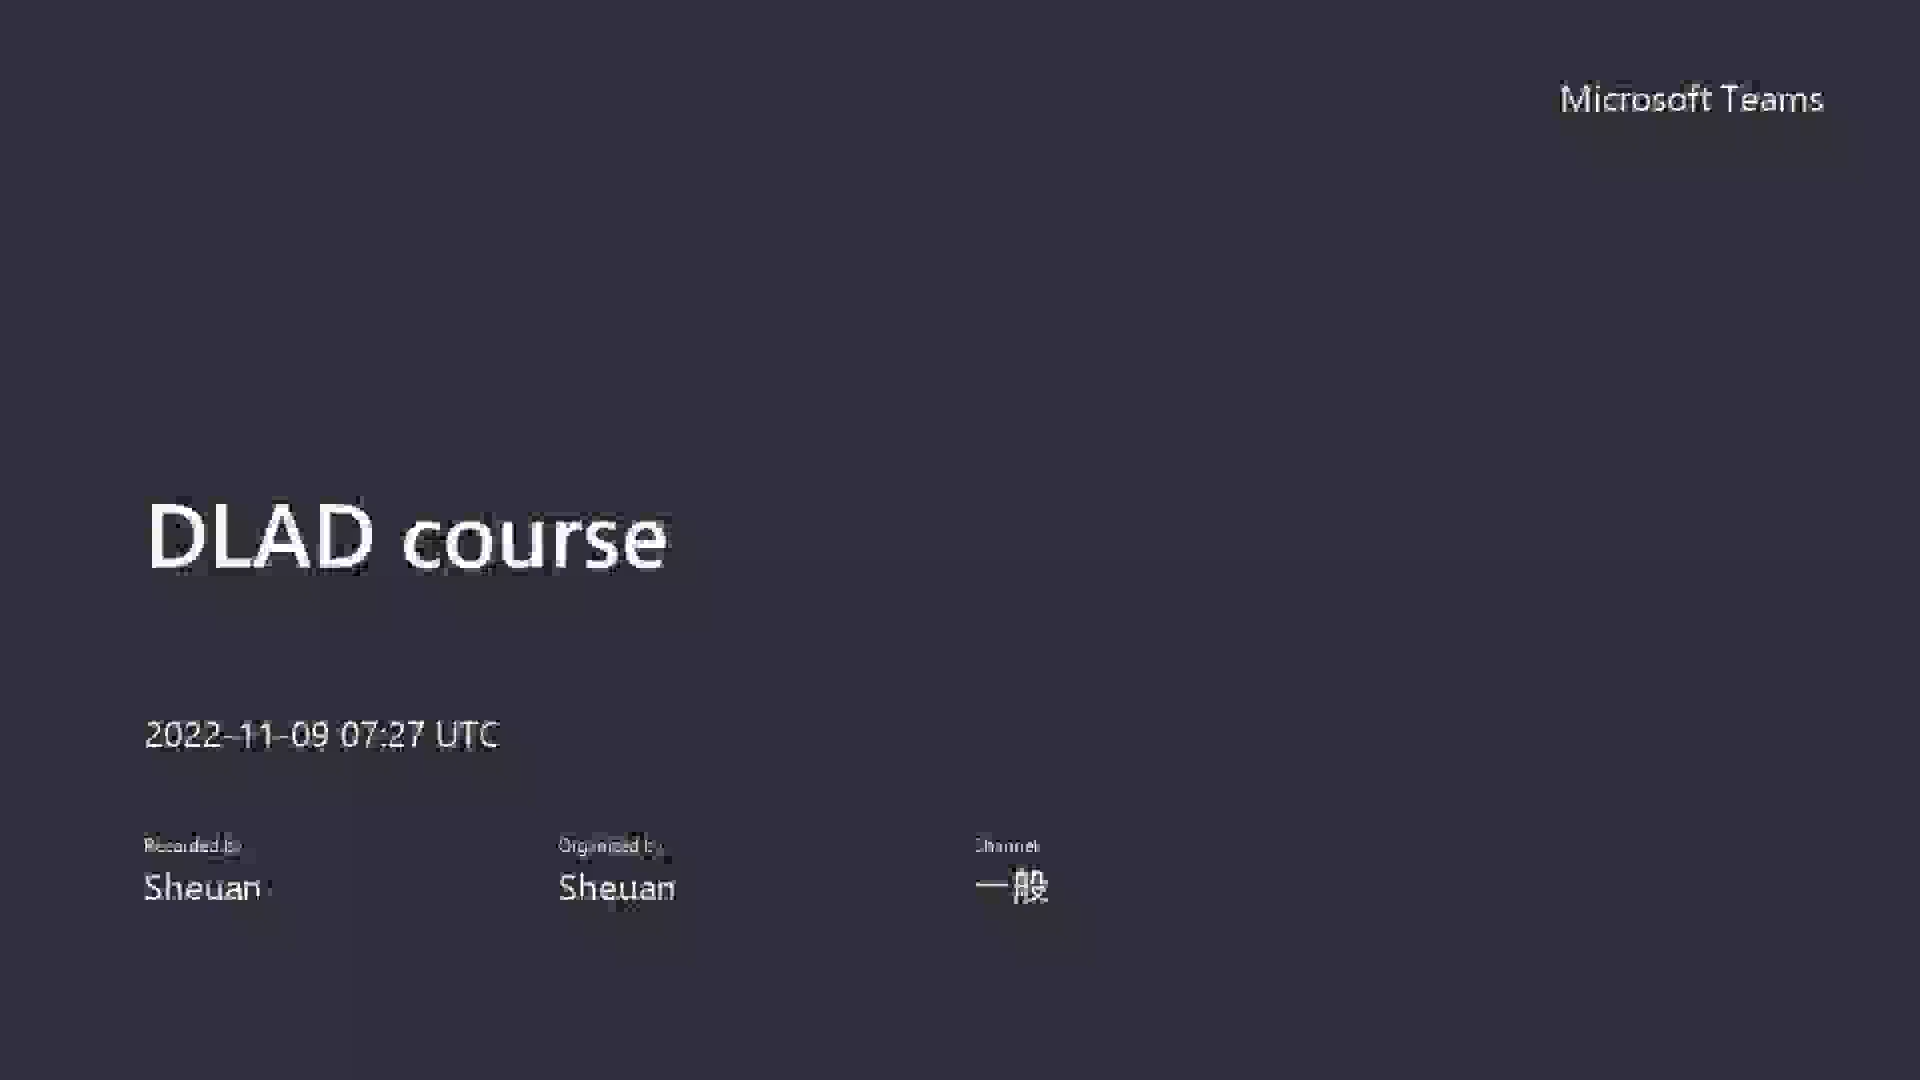 Microsoft Teams
DLAD course
2022-11-09 07:27 UTC
Recorded by
Organized by
Channel
Sheuan
Sheuan
一般